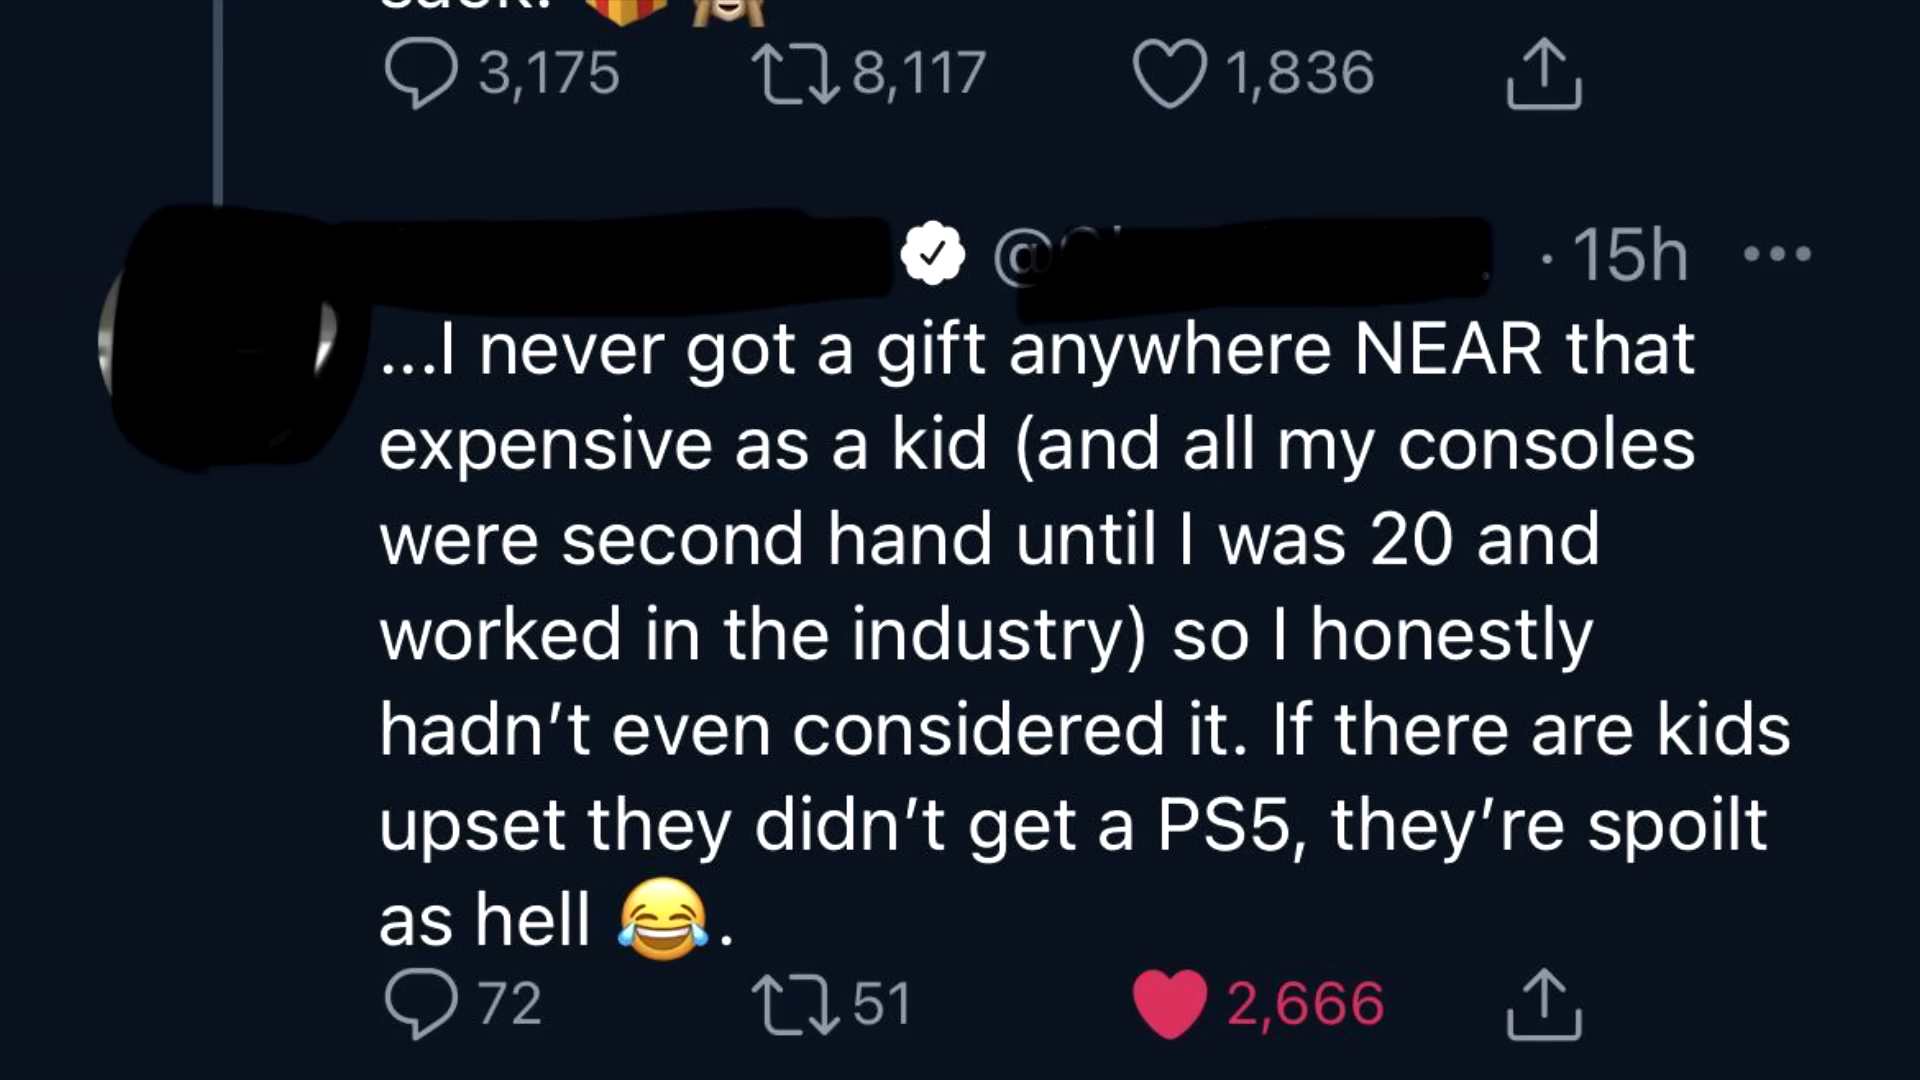 3,175 8,117 1,836
@ · 15h
...I never got a gift anywhere NEAR that
expensive as a kid (and all my consoles
were second hand until I was 20 and
worked in the industry) so I honestly
hadn’t even considered it. If there are kids
upset they didn’t get a PS5, they’re spoilt
as hell 😂.
72 51 2,666